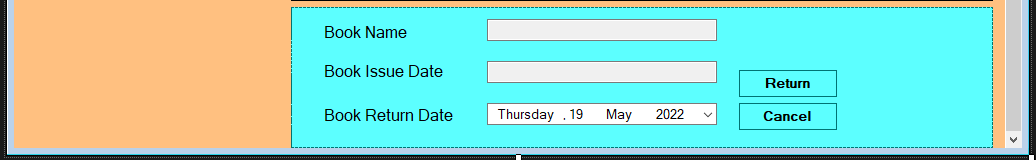 Book Name
Book Issue Date
Return
Book Return Date Thursday , 19 May 2022 Cancel